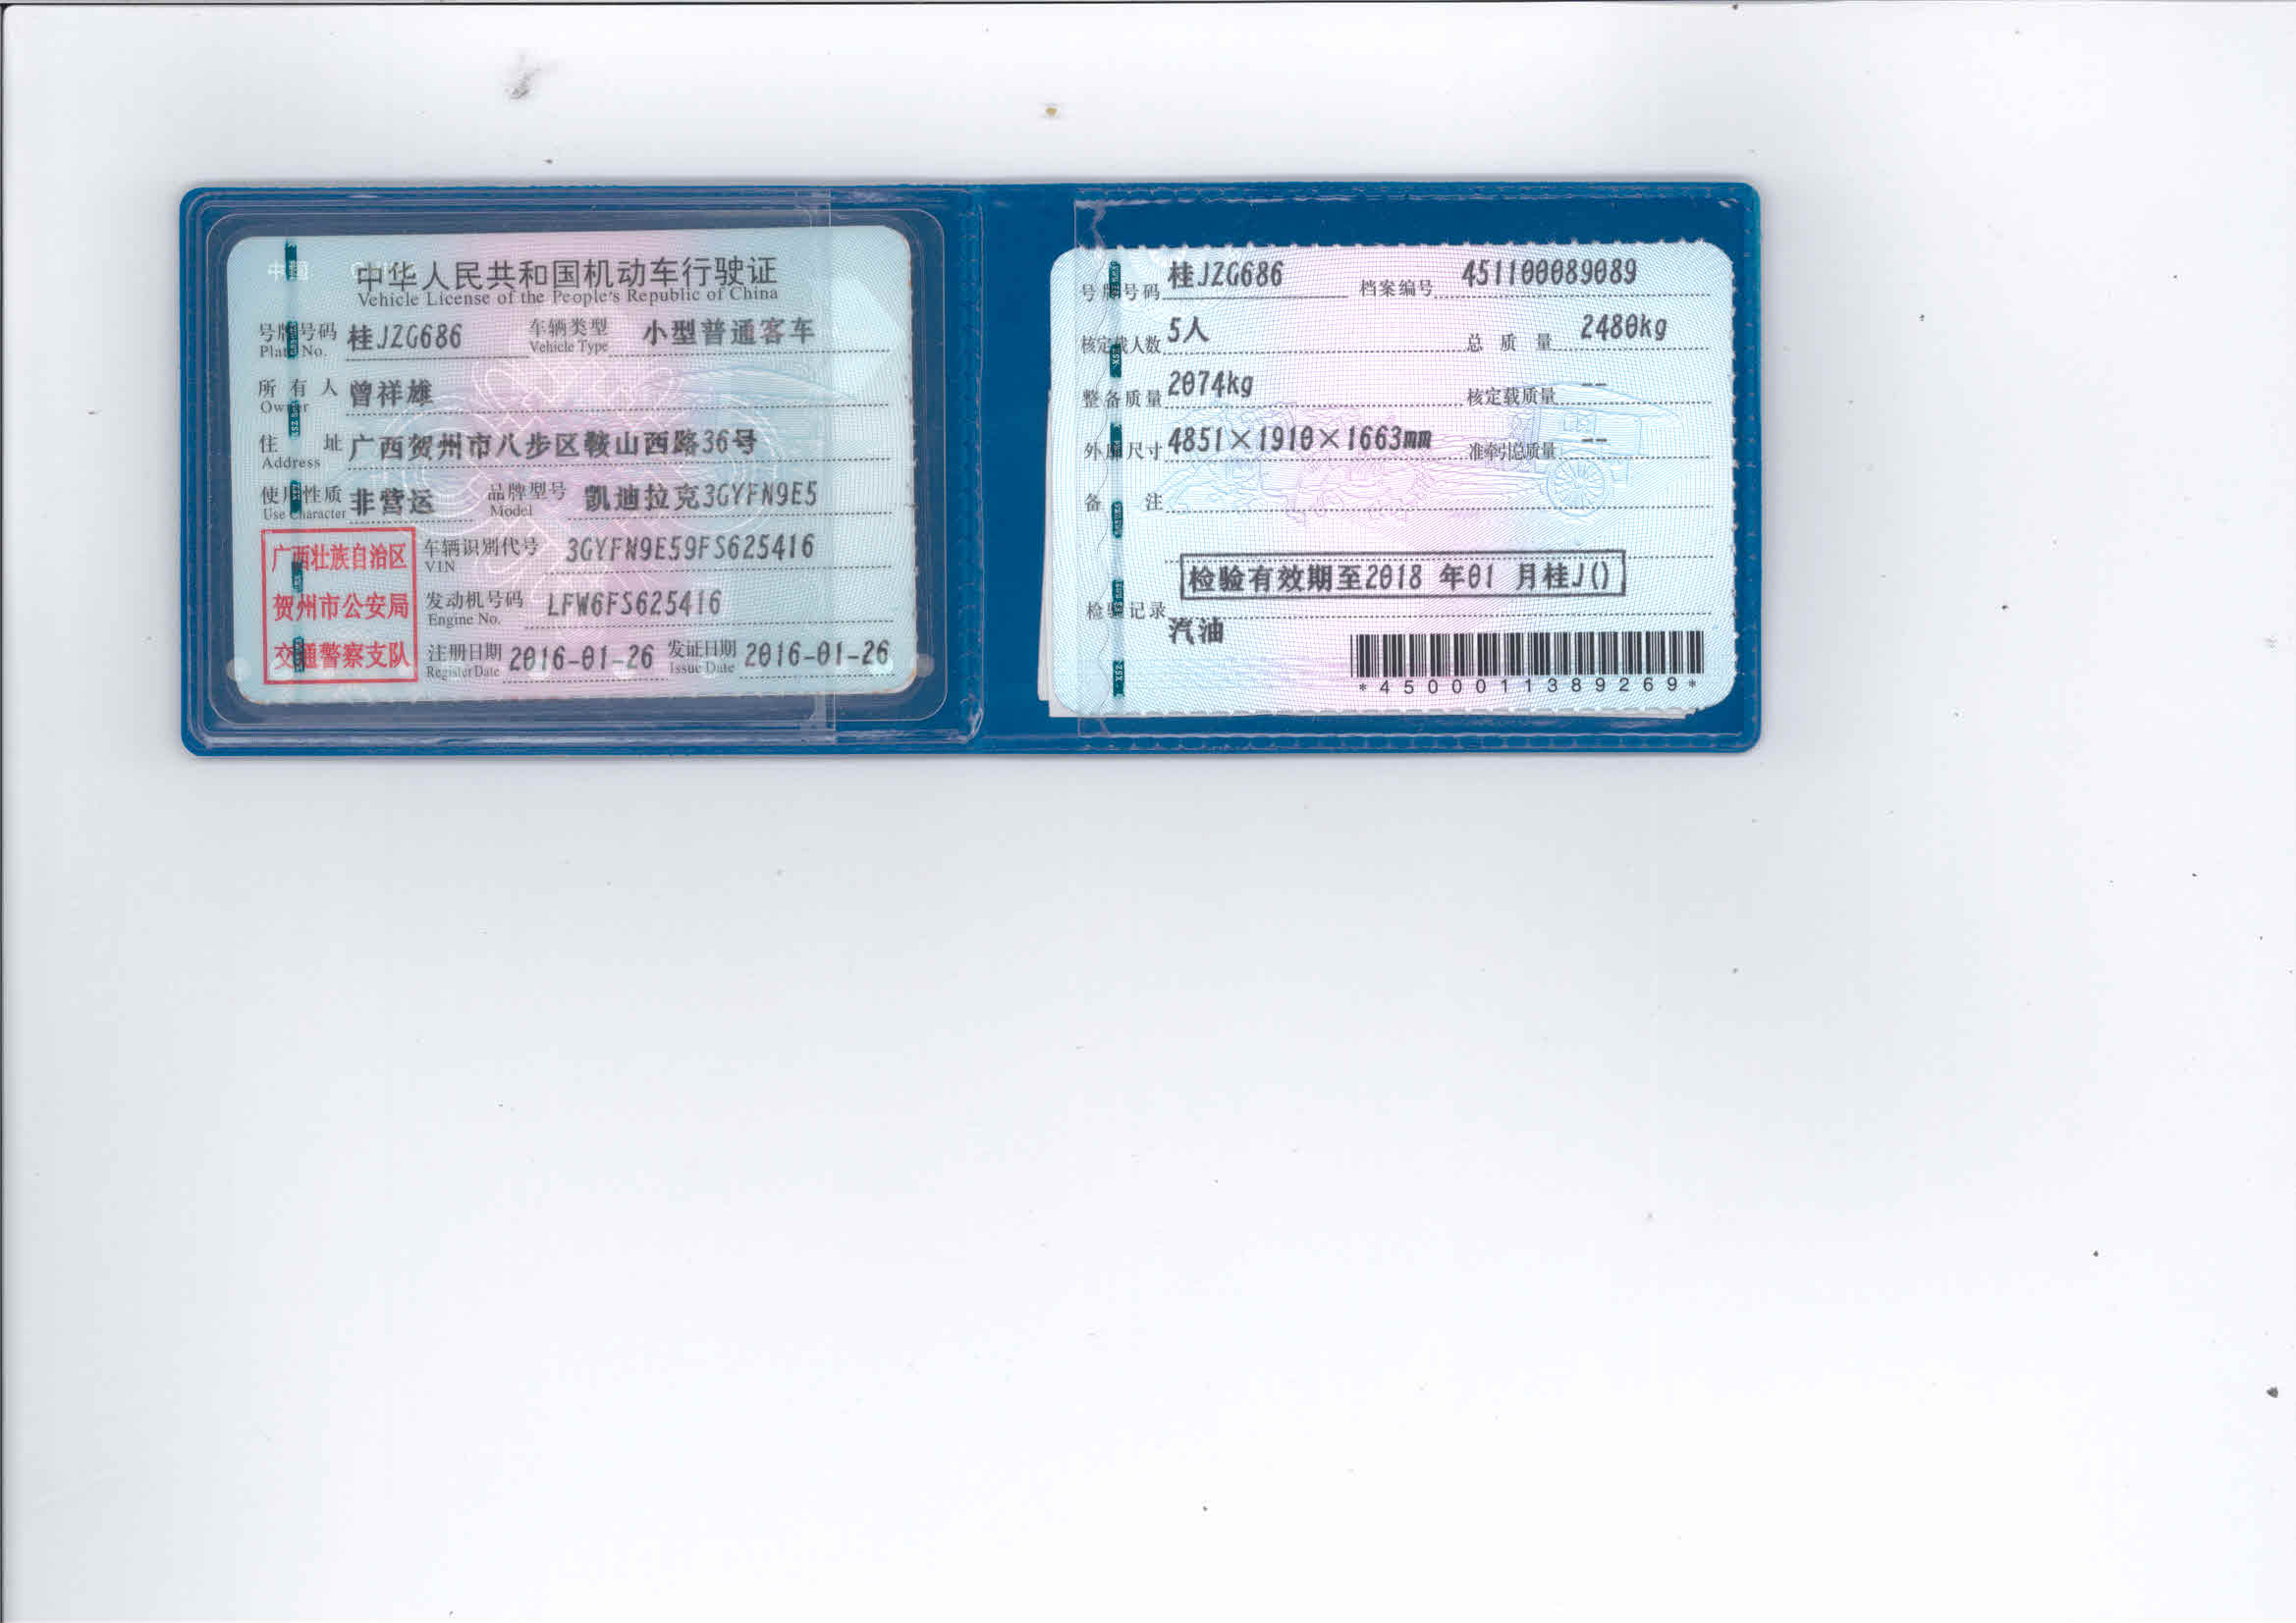 中华人民共和国机动车行驶证
Vehicle License of the People's Republic of China
号牌号码 桂JZG686 车辆类型 小型普通客车
Plate No. Vehicle Type
所有人 曾祥雄
Owner
住址 广西贺州市八步区鞍山西路36号
Address
使用性质 非营运 品牌型号 凯迪拉克3GYFN9E5
Use Character Model
广西壮族自治区
贺州市公安局
交通警察支队
车辆识别代号 3GYFN9E59FS625416
VIN
发动机号码 LFW6FS625416
Engine No.
注册日期 2016-01-26 发证日期 2016-01-26
Register Date Issue Date
号牌号码 桂JZG686 档案编号 451100089089
核定载人数 5人 总质量 2480kg
整备质量 2074kg 核定载质量 --
外廓尺寸 4851×1910×1663mm 准牵引总质量 --
备注
检验有效期至2018 年01 月桂J()
检验记录
汽油
*4500011389269*